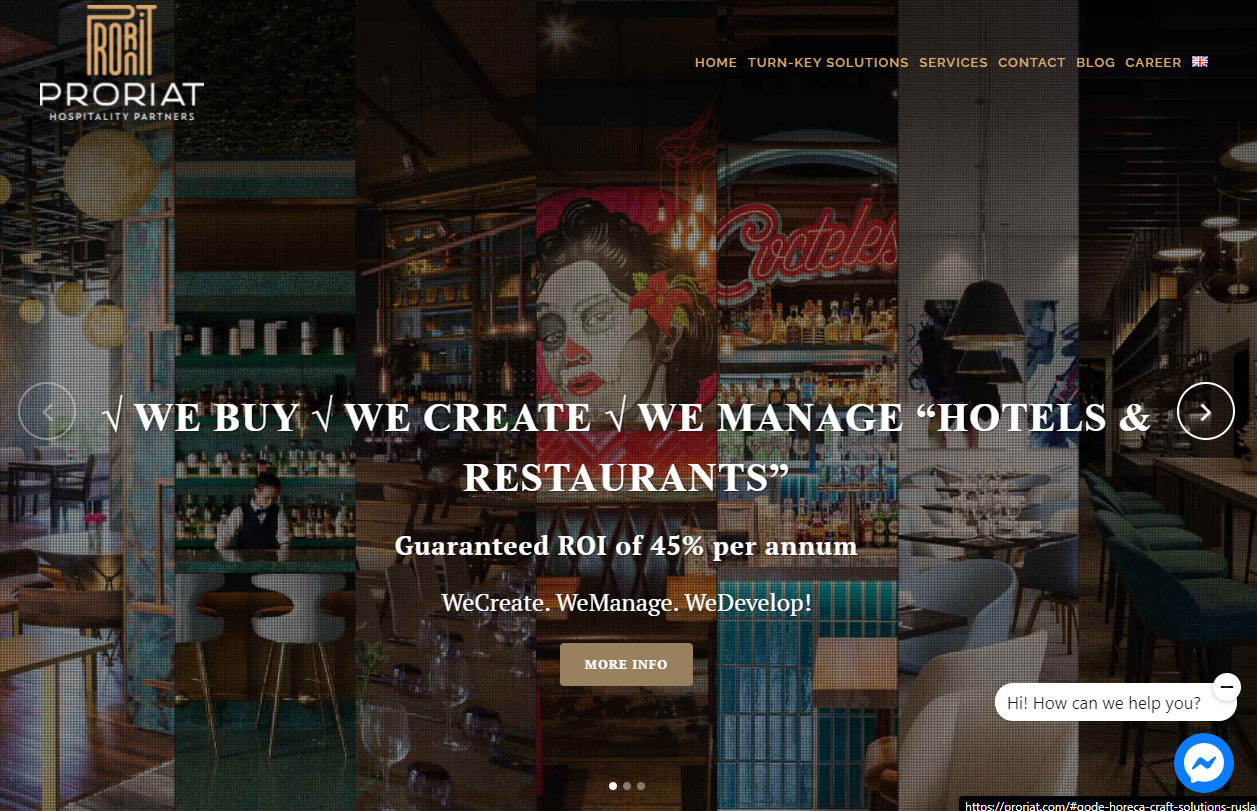 PRORIAT
HOSPITALITY PARTNERS
HOME TURN-KEY SOLUTIONS SERVICES CONTACT BLOG CAREER
Cocteles
√ WE BUY √ WE CREATE √ WE MANAGE “HOTELS &
RESTAURANTS”
Guaranteed ROI of 45% per annum
WeCreate. WeManage. WeDevelop!
MORE INFO
Hi! How can we help you?
https://proriat.com/#qode-horeca-craft-solutions-rusla